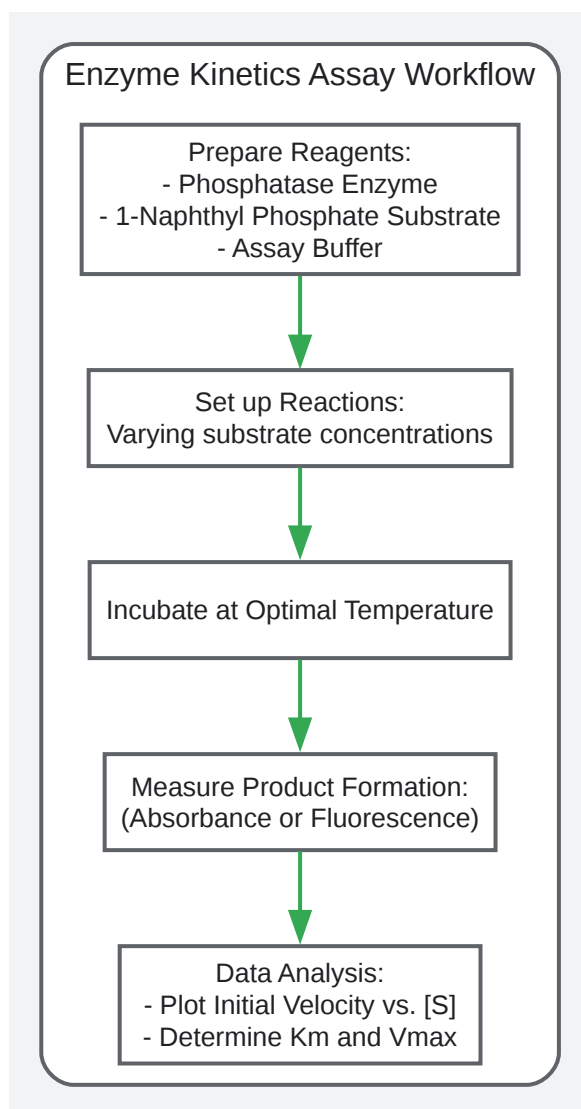 Enzyme Kinetics Assay Workflow
Prepare Reagents:
- Phosphatase Enzyme
- 1-Naphthyl Phosphate Substrate
- Assay Buffer
Set up Reactions:
Varying substrate concentrations
Incubate at Optimal Temperature
Measure Product Formation:
(Absorbance or Fluorescence)
Data Analysis:
- Plot Initial Velocity vs. [S]
- Determine Km and Vmax